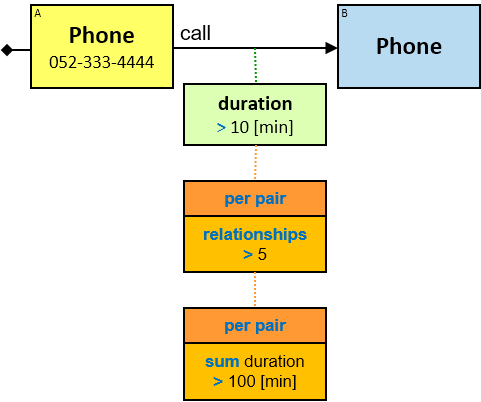 A
Phone
052-333-4444
call
B
Phone
duration
> 10 [min]
per pair
relationships
> 5
per pair
sum duration
> 100 [min]